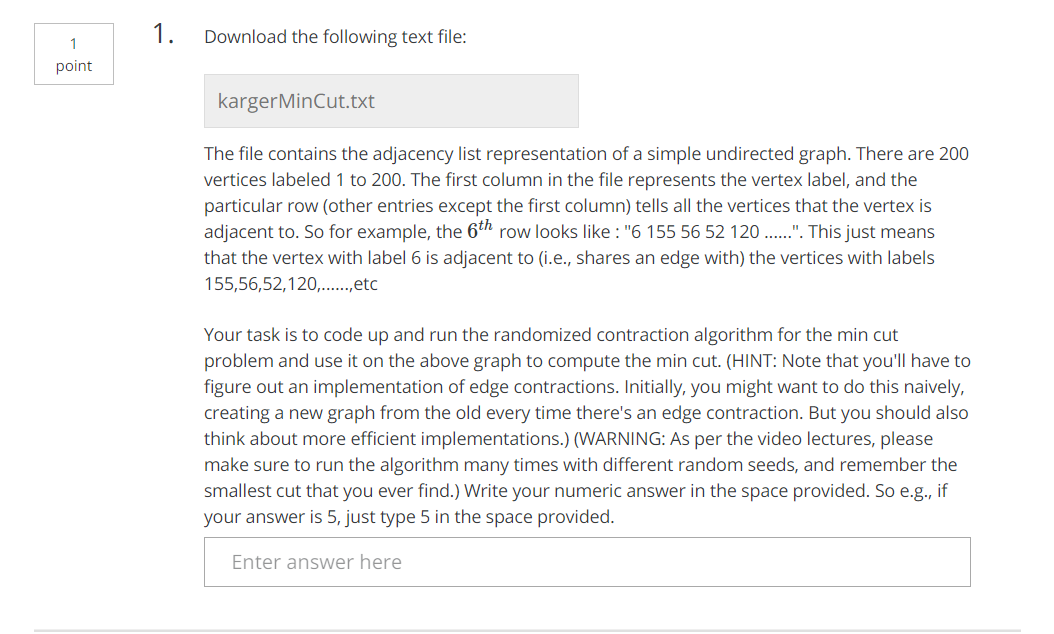 1
point
1. Download the following text file:
kargerMinCut.txt
The file contains the adjacency list representation of a simple undirected graph. There are 200
vertices labeled 1 to 200. The first column in the file represents the vertex label, and the
particular row (other entries except the first column) tells all the vertices that the vertex is
adjacent to. So for example, the 6th row looks like : "6 155 56 52 120 ......". This just means
that the vertex with label 6 is adjacent to (i.e., shares an edge with) the vertices with labels
155,56,52,120,......,etc
Your task is to code up and run the randomized contraction algorithm for the min cut
problem and use it on the above graph to compute the min cut. (HINT: Note that you'll have to
figure out an implementation of edge contractions. Initially, you might want to do this naively,
creating a new graph from the old every time there's an edge contraction. But you should also
think about more efficient implementations.) (WARNING: As per the video lectures, please
make sure to run the algorithm many times with different random seeds, and remember the
smallest cut that you ever find.) Write your numeric answer in the space provided. So e.g., if
your answer is 5, just type 5 in the space provided.
Enter answer here